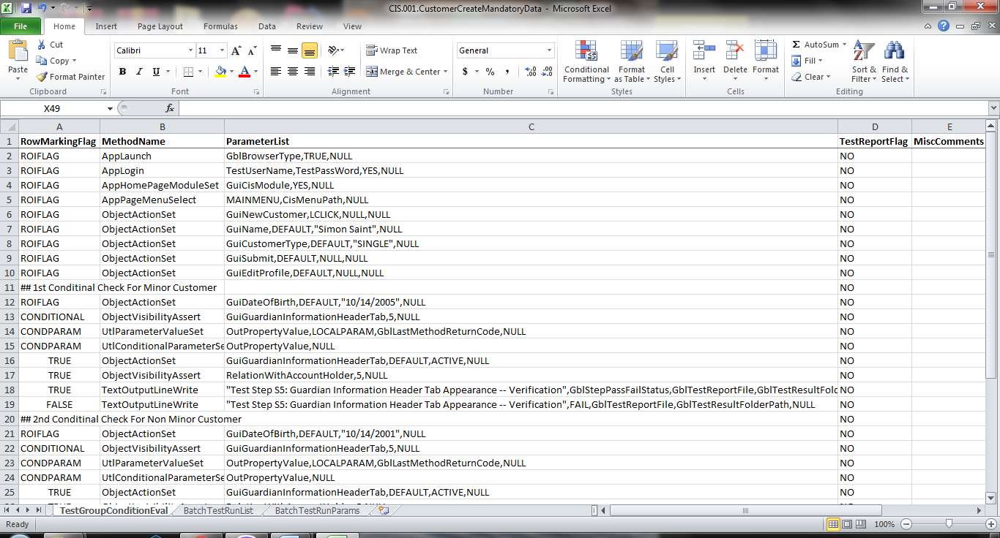 CIS.001.CustomerCreateMandatoryData - Microsoft Excel
File Home Insert Page Layout Formulas Data Review View
Paste Cut Copy Format Painter
Clipboard
Calibri 11
B I U A
Font
Wrap Text
Merge & Center
Alignment
General
$ % ,
Number
Conditional Formatting Format as Table Cell Styles
Styles
Insert Delete Format
Cells
AutoSum Fill Clear Sort & Filter Find & Select
Editing
X49 fx
A B C D E
1 RowMarkingFlag MethodName ParameterList TestReportFlag MiscComments
2 ROIFLAG AppLaunch GblBrowserType,TRUE,NULL NO
3 ROIFLAG AppLogin TestUserName,TestPassWord,YES,NULL NO
4 ROIFLAG AppHomePageModuleSet GuiCisModule,YES,NULL NO
5 ROIFLAG AppPageMenuSelect MAINMENU,CisMenuPath,NULL NO
6 ROIFLAG ObjectActionSet GuiNewCustomer,LCLICK,NULL,NULL NO
7 ROIFLAG ObjectActionSet GuiName,DEFAULT,"Simon Saint",NULL NO
8 ROIFLAG ObjectActionSet GuiCustomerType,DEFAULT,"SINGLE",NULL NO
9 ROIFLAG ObjectActionSet GuiSubmit,DEFAULT,NULL,NULL NO
10 ROIFLAG ObjectActionSet GuiEditProfile,DEFAULT,NULL,NULL NO
11 ## 1st Conditinal Check For Minor Customer NO
12 ROIFLAG ObjectActionSet GuiDateOfBirth,DEFAULT,"10/14/2005",NULL NO
13 CONDITIONAL ObjectVisibilityAssert GuiGuardianInformationHeaderTab,5,NULL NO
14 CONDPARAM UtlParameterValueSet OutPropertyValue,LOCALPARAM,GblLastMethodReturnCode,NULL NO
15 CONDPARAM UtlConditionalParameterSe OutPropertyValue,NULL NO
16 TRUE ObjectActionSet GuiGuardianInformationHeaderTab,DEFAULT,ACTIVE,NULL NO
17 TRUE ObjectVisibilityAssert RelationWithAccountHolder,5,NULL NO
18 TRUE TextOutputLineWrite "Test Step S5: Guardian Information Header Tab Appearance -- Verification",GblStepPassFailStatus,GblTestReportFile,GblTestResultFold NO
19 FALSE TextOutputLineWrite "Test Step S5: Guardian Information Header Tab Appearance -- Verification",FAIL,GblTestReportFile,GblTestResultFolderPath,NULL NO
20 ## 2nd Conditinal Check For Non Minor Customer NO
21 ROIFLAG ObjectActionSet GuiDateOfBirth,DEFAULT,"10/14/2001",NULL NO
22 CONDITIONAL ObjectVisibilityAssert GuiGuardianInformationHeaderTab,5,NULL NO
23 CONDPARAM UtlParameterValueSet OutPropertyValue,LOCALPARAM,GblLastMethodReturnCode,NULL NO
24 CONDPARAM UtlConditionalParameterSe OutPropertyValue,NULL NO
25 TRUE ObjectActionSet GuiGuardianInformationHeaderTab,DEFAULT,ACTIVE,NULL NO
TestGroupConditionEval BatchTestRunList BatchTestRunParams
Ready 100%